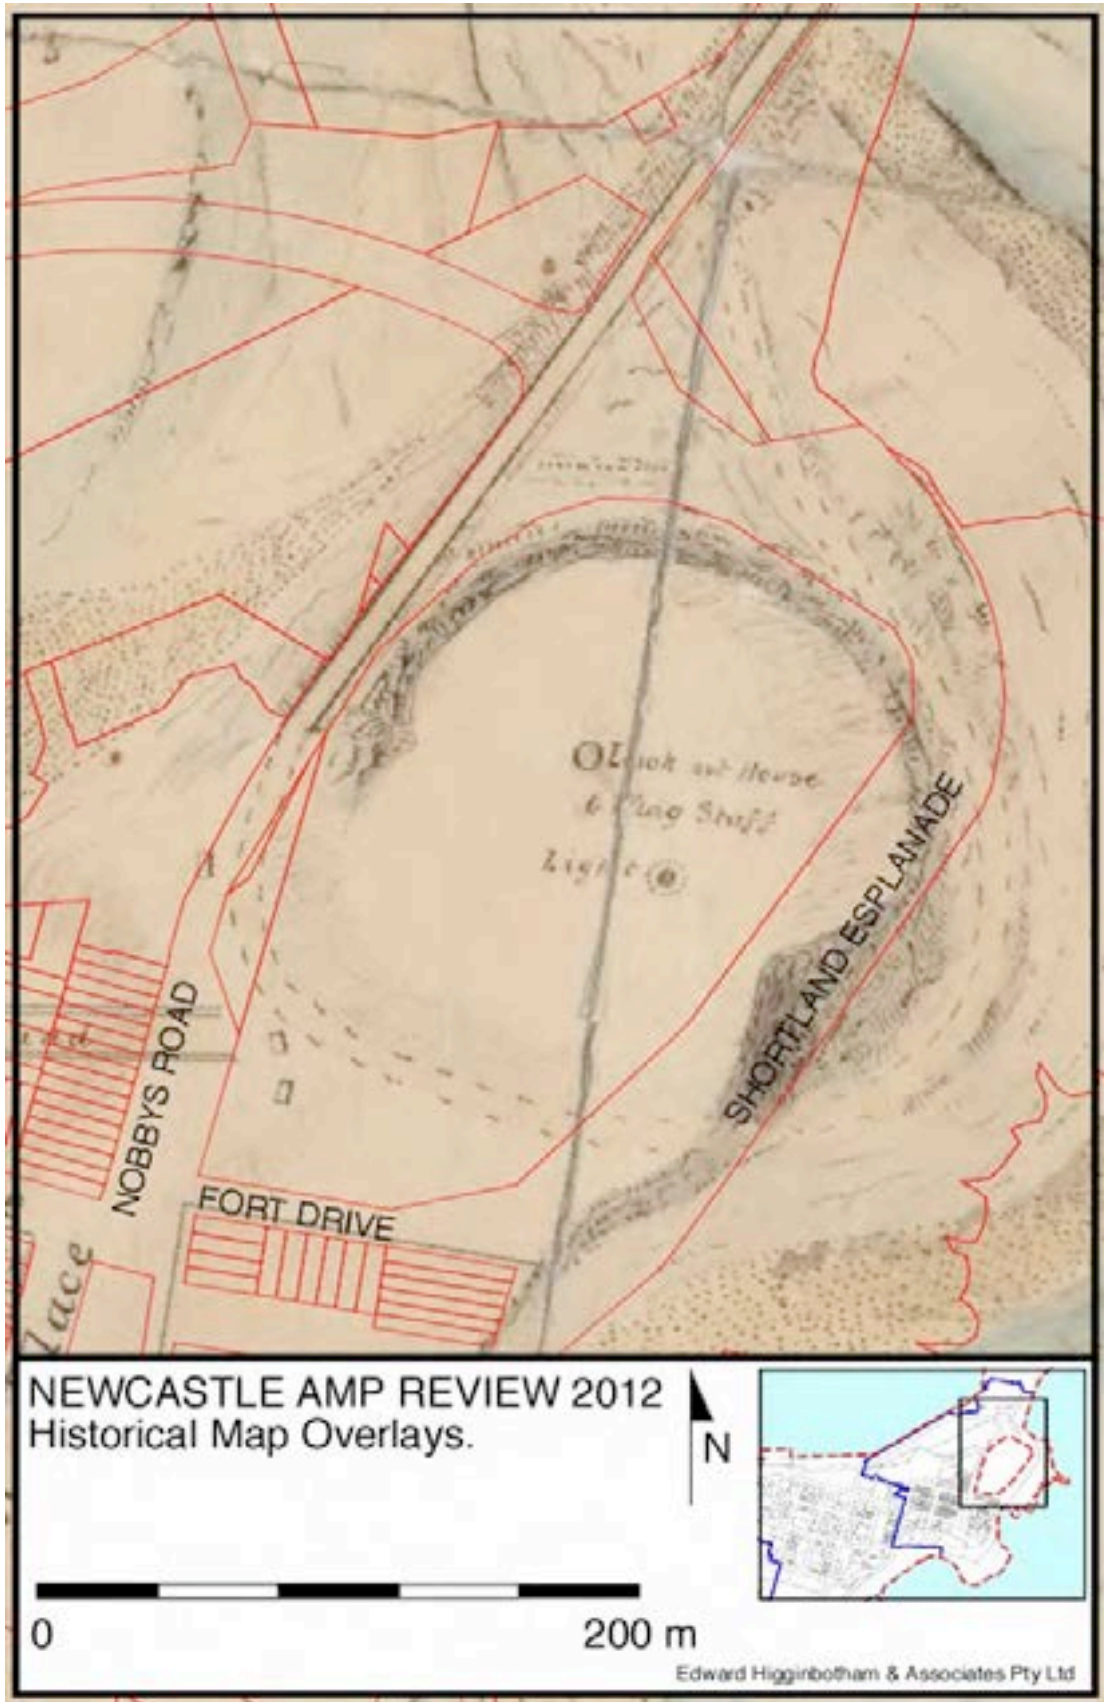 Look out House
& Flag Staff
Light
SHORTLAND ESPLANADE
NOBBYS ROAD
FORT DRIVE
lace
NEWCASTLE AMP REVIEW 2012
Historical Map Overlays.
N
0 200 m
Edward Higginbotham & Associates Pty Ltd